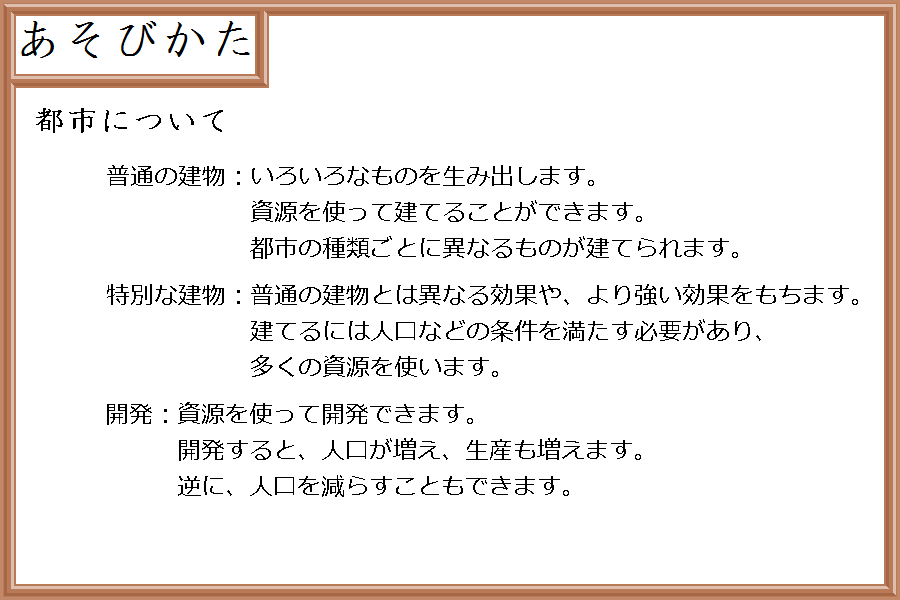 あそびかた
都市について
普通の建物：いろいろなものを生み出します。
資源を使って建てることができます。
都市の種類ごとに異なるものが建てられます。
特別な建物：普通の建物とは異なる効果や、より強い効果をもちます。
建てるには人口などの条件を満たす必要があり、
多くの資源を使います。
開発：資源を使って開発できます。
開発すると、人口が増え、生産も増えます。
逆に、人口を減らすこともできます。